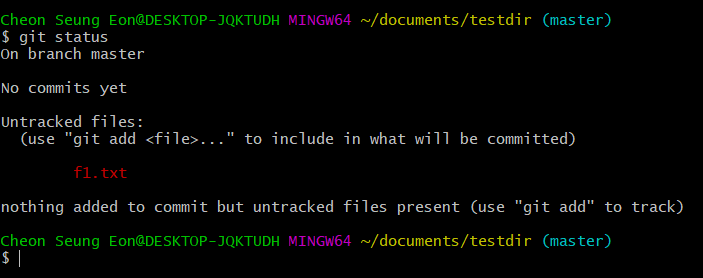 Cheon Seung Eon@DESKTOP-JQKTUDH MINGW64 ~/documents/testdir (master)
$ git status
On branch master
No commits yet
Untracked files:
(use "git add <file>..." to include in what will be committed)
f1.txt
nothing added to commit but untracked files present (use "git add" to track)
Cheon Seung Eon@DESKTOP-JQKTUDH MINGW64 ~/documents/testdir (master)
$